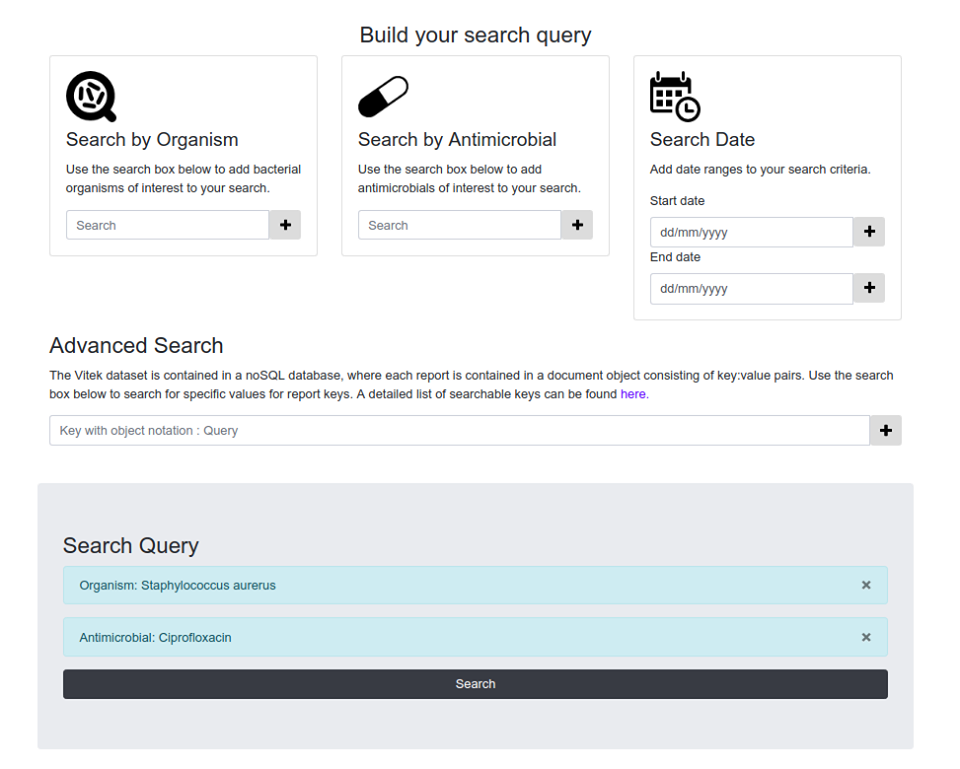 Build your search query
Search by Organism
Use the search box below to add bacterial
organisms of interest to your search.
Search
Search by Antimicrobial
Use the search box below to add
antimicrobials of interest to your search.
Search
Search Date
Add date ranges to your search criteria.
Start date
dd/mm/yyyy
End date
dd/mm/yyyy
Advanced Search
The Vitek dataset is contained in a noSQL database, where each report is contained in a document object consisting of key:value pairs. Use the search
box below to search for specific values for report keys. A detailed list of searchable keys can be found here.
Key with object notation : Query
Search Query
Organism: Staphylococcus aurerus
Antimicrobial: Ciprofloxacin
Search